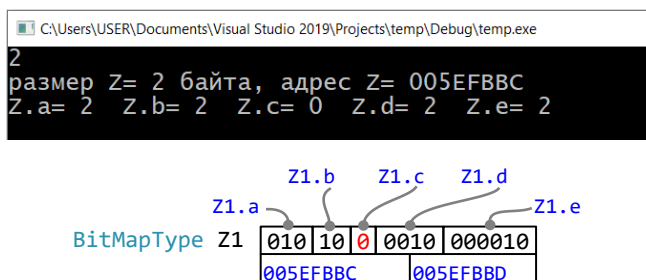 C:\Users\USER\Documents\Visual Studio 2019\Projects\temp\Debug\temp.exe
2
размер Z= 2 байта, адрес Z= 005EFBBC
Z.a= 2 Z.b= 2 Z.c= 0 Z.d= 2 Z.e= 2
Z1.b Z1.c Z1.d
Z1.a Z1.e
BitMapType Z1 010 10 0 0010 000010
005EFBBC 005EFBBD